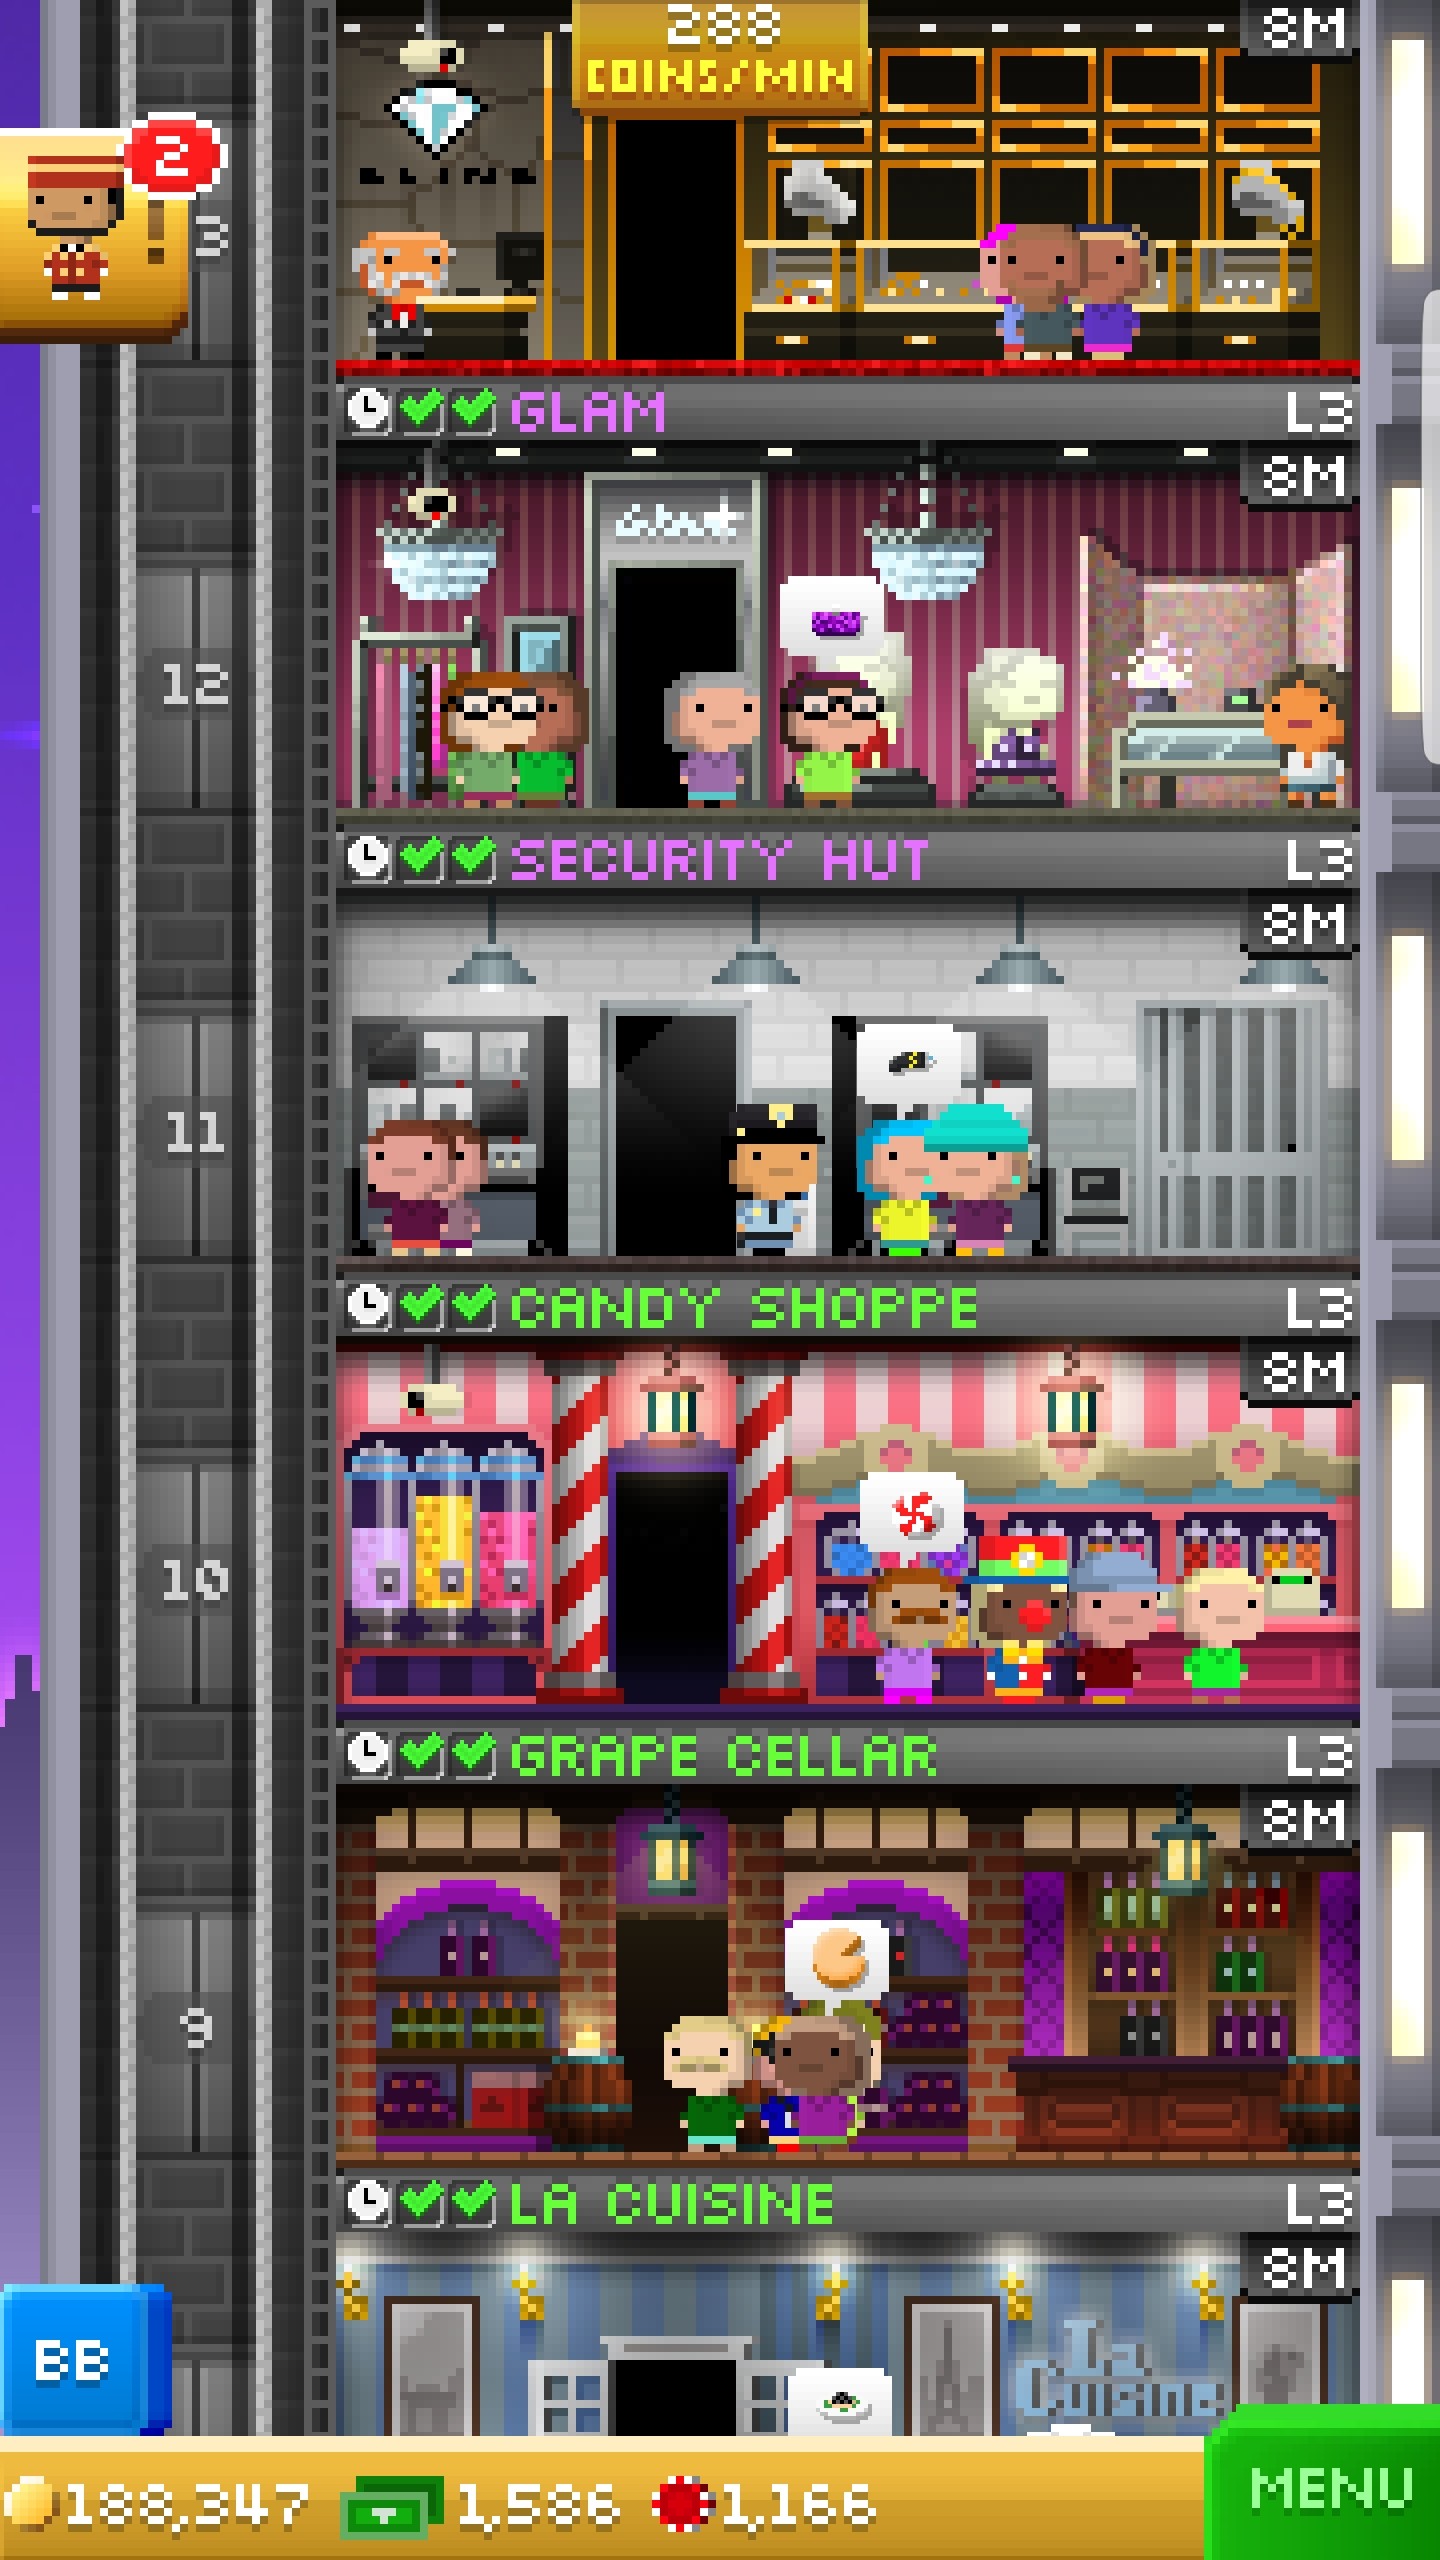 288
COINS/MIN
8M
BLING
2
13
GLAM
L3
8M
Glam
12
SECURITY HUT
L3
8M
11
CANDY SHOPPE
L3
8M
10
GRAPE CELLAR
L3
8M
9
LA CUISINE
L3
8M
La
Cuisine
BB
188,347
1,586
1,166
MENU